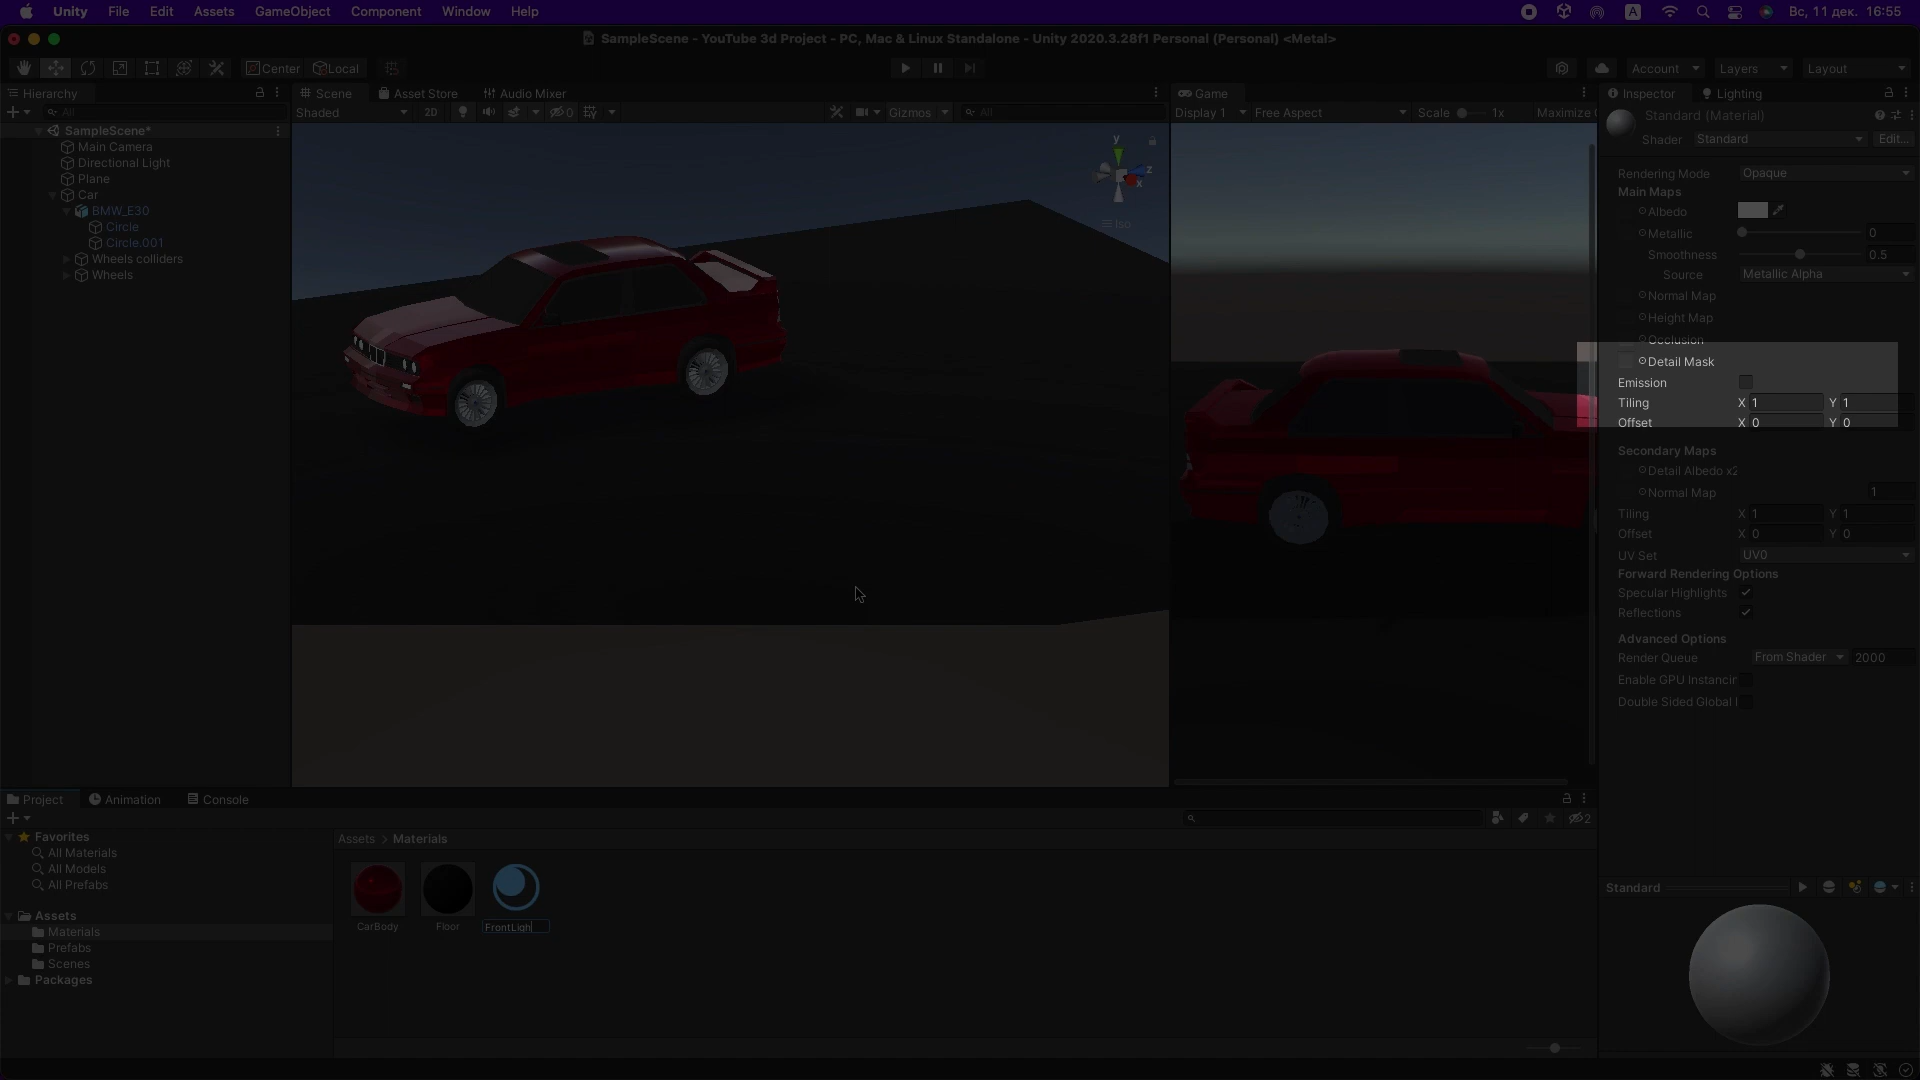 Unity File Edit Assets GameObject Component Window Help
A
Вс, 11 дек. 16:55
SampleScene - YouTube 3d Project - PC, Mac & Linux Standalone - Unity 2020.3.28f1 Personal (Personal) <Metal>
Center Local
Account Layers Layout
Hierarchy
All
SampleScene*
Main Camera
Directional Light
Plane
Car
BMW_E30
Circle
Circle.001
Wheels colliders
Wheels
Scene Asset Store Audio Mixer
Shaded 2D 0 Gizmos All
y
z
x
Iso
Game
Display 1 Free Aspect Scale 1x Maximize
Inspector Lighting
Standard (Material)
Shader Standard Edit...
Rendering Mode Opaque
Main Maps
Albedo
Metallic 0
Smoothness 0.5
Source Metallic Alpha
Normal Map
Height Map
Occlusion
Detail Mask
Emission
Tiling X 1 Y 1
Offset X 0 Y 0
Secondary Maps
Detail Albedo x2
Normal Map 1
Tiling X 1 Y 1
Offset X 0 Y 0
UV Set UV0
Forward Rendering Options
Specular Highlights
Reflections
Advanced Options
Render Queue From Shader 2000
Enable GPU Instancin
Double Sided Global I
Standard
Project Animation Console
2
Favorites
All Materials
All Models
All Prefabs
Assets
Materials
Prefabs
Scenes
Packages
Assets > Materials
CarBody Floor FrontLigh